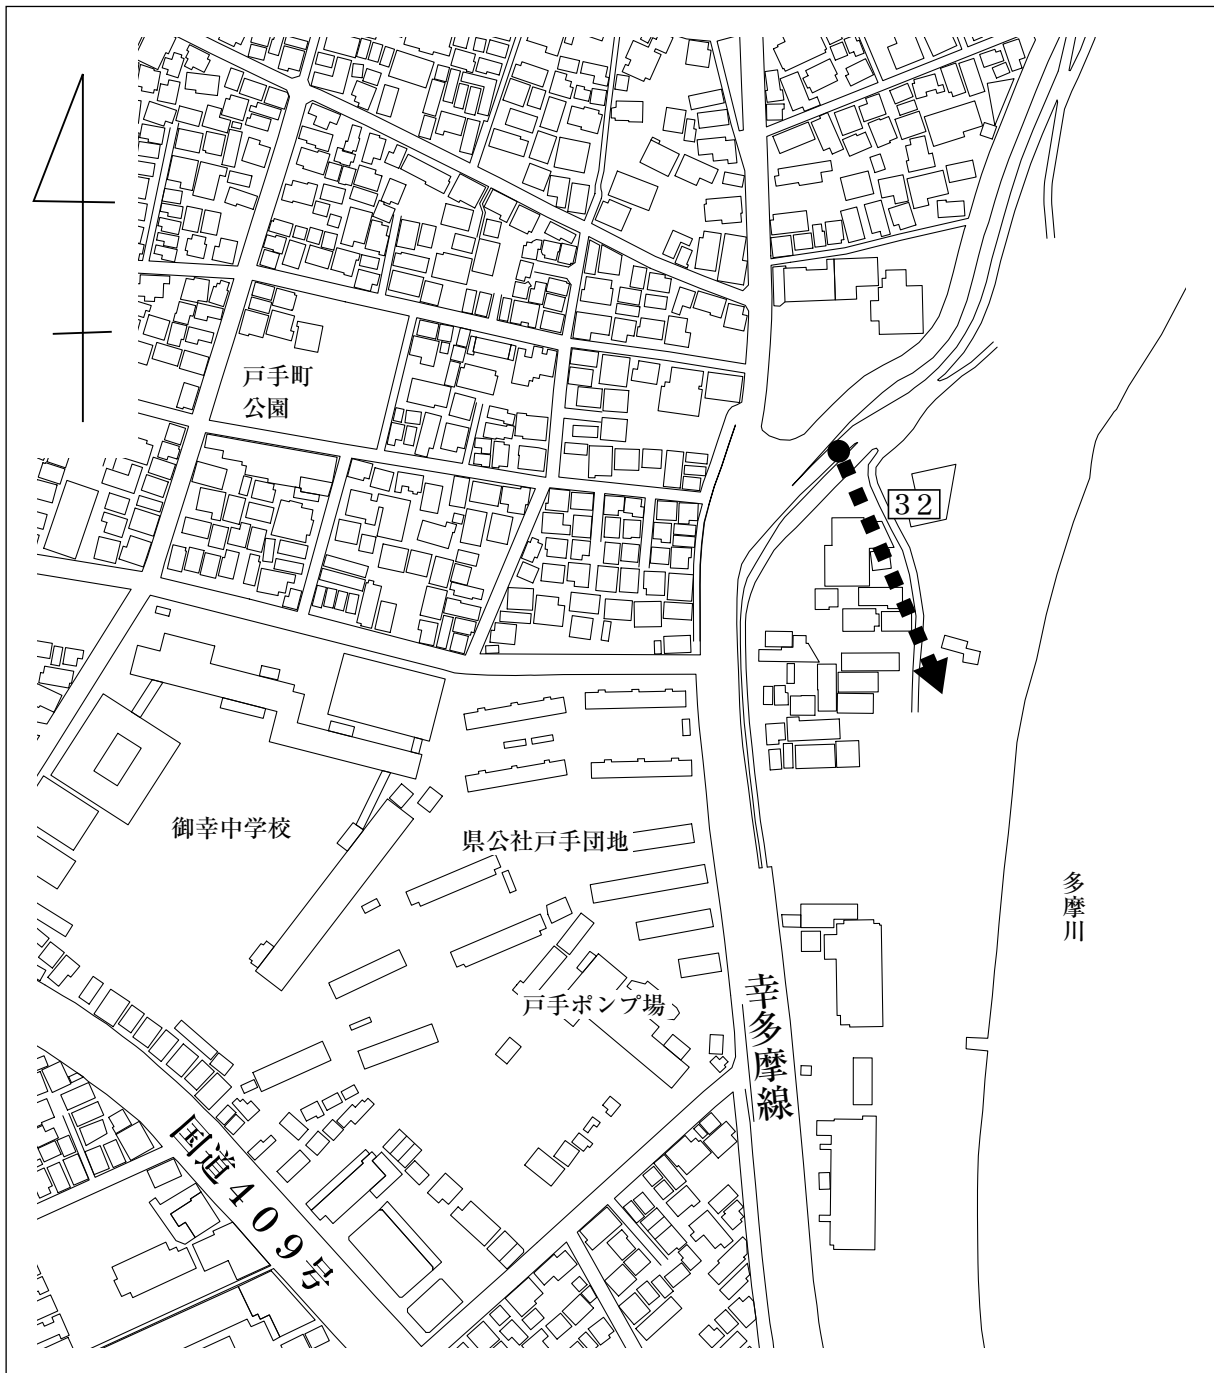 戸手町
公園
３２
御幸中学校
県公社戸手団地
多摩川
戸手ポンプ場
幸多摩線
国道４０９号